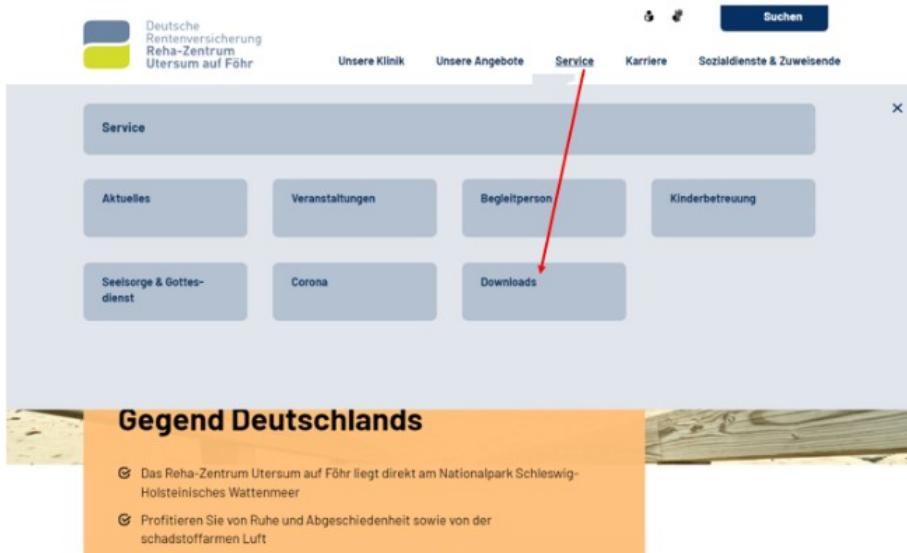 Deutsche
Rentenversicherung
Reha-Zentrum
Utersum auf Föhr
Suchen
Unsere Klinik Unsere Angebote Service Karriere Sozialdienste & Zuweisende
Service
Aktuelles Veranstaltungen Begleitperson Kinderbetreuung
Seelsorge & Gottes- Corona Downloads
dienst
Gegend Deutschlands
Das Reha-Zentrum Utersum auf Föhr liegt direkt am Nationalpark Schleswig-
Holsteinisches Wattenmeer
Profitieren Sie von Ruhe und Abgeschiedenheit sowie von der
schadstoffarmen Luft